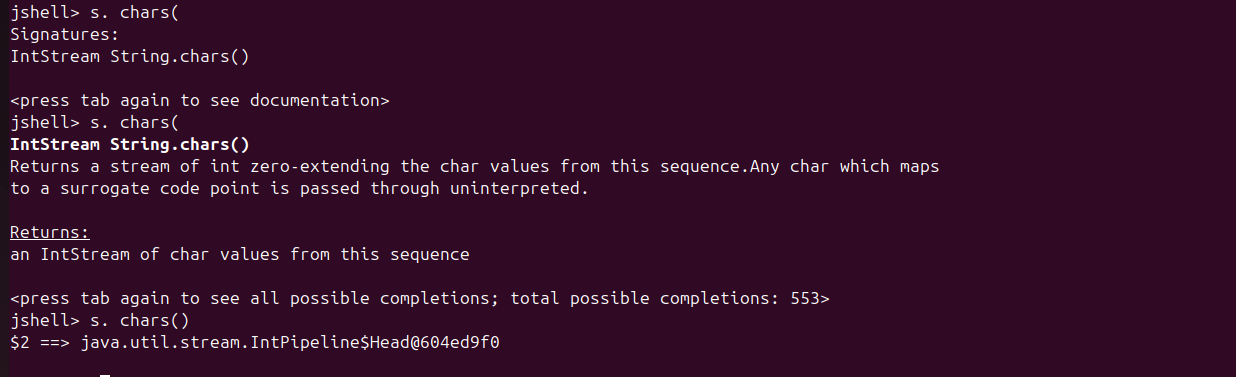 jshell> s. chars(
Signatures:
IntStream String.chars()
<press tab again to see documentation>
jshell> s. chars(
IntStream String.chars()
Returns a stream of int zero-extending the char values from this sequence.Any char which maps
to a surrogate code point is passed through uninterpreted.
Returns:
an IntStream of char values from this sequence
<press tab again to see all possible completions; total possible completions: 553>
jshell> s. chars()
$2 ==> java.util.stream.IntPipeline$Head@604ed9f0